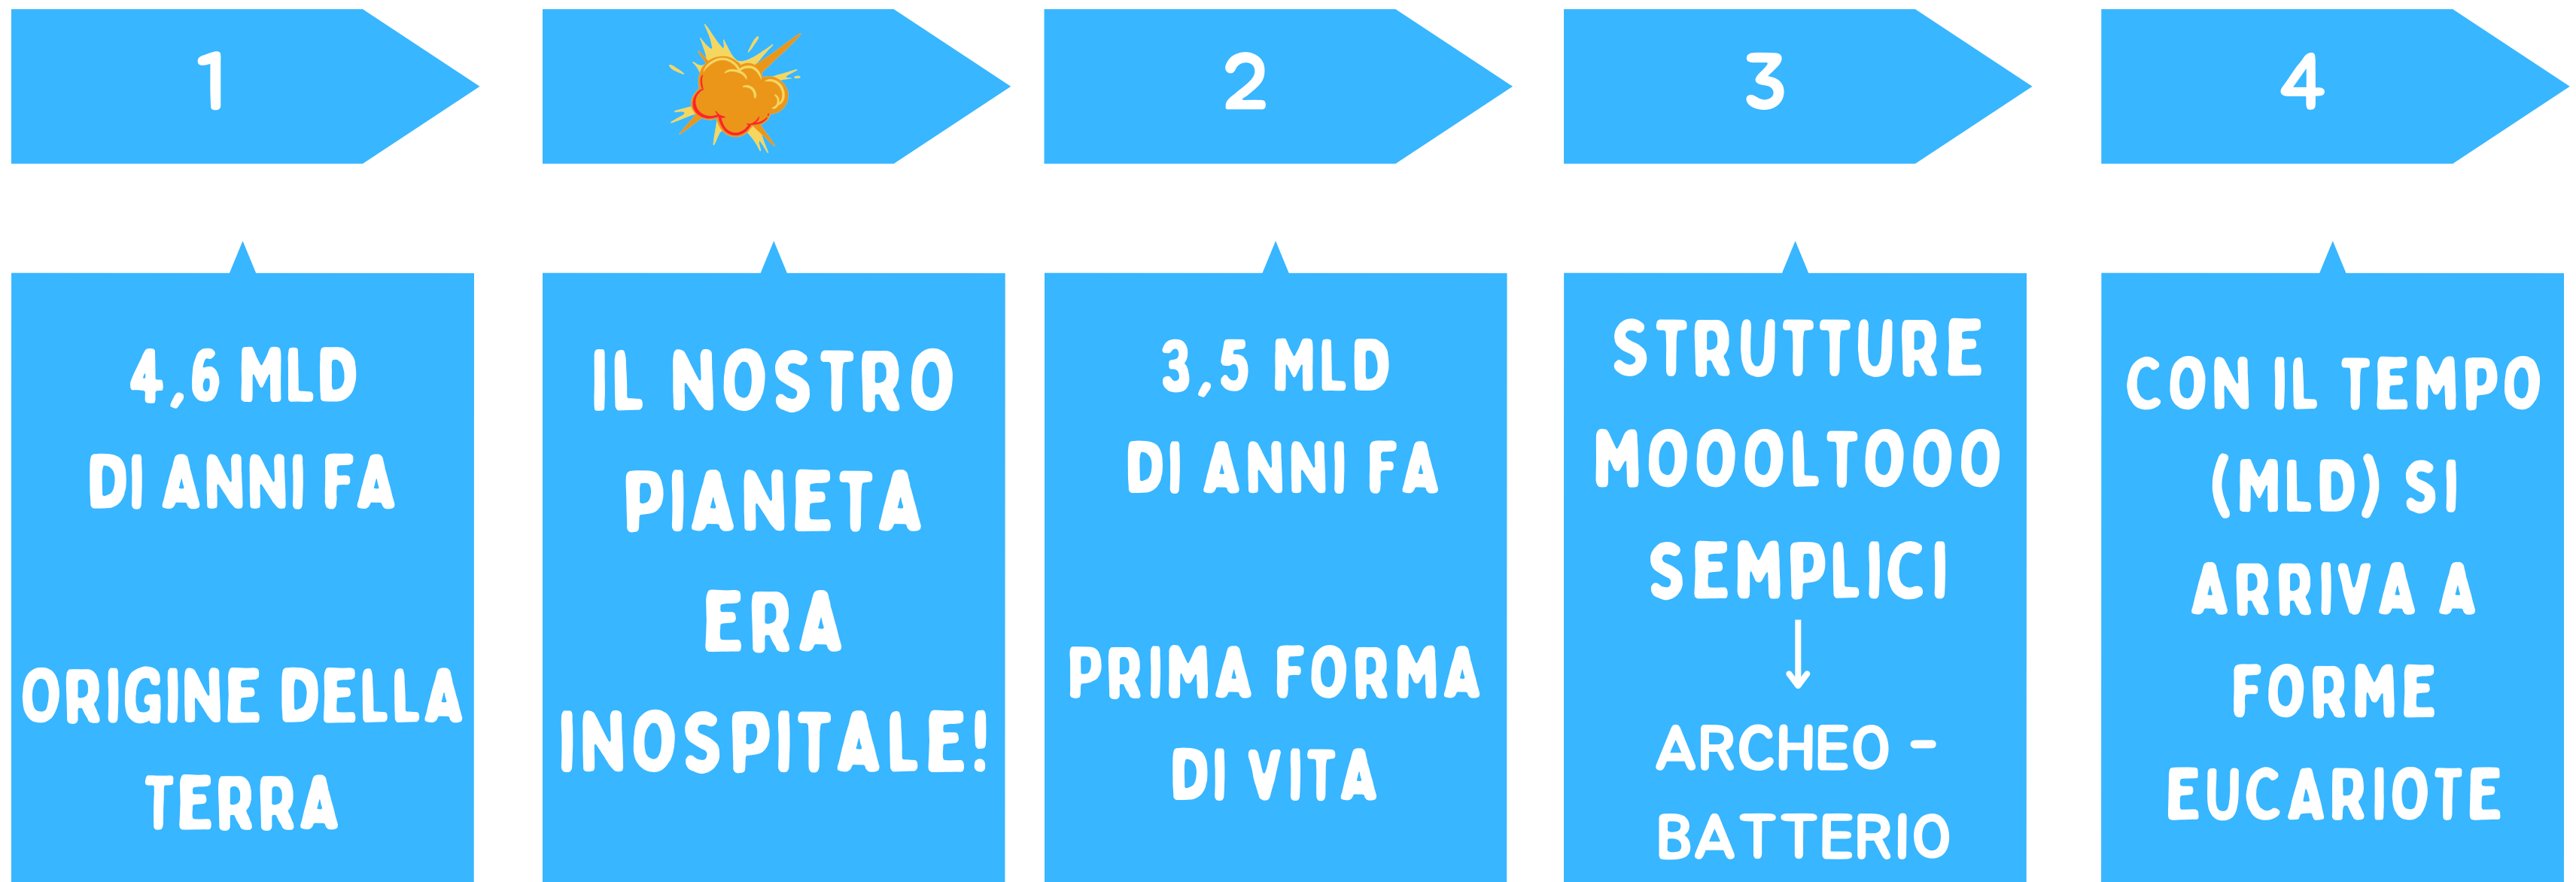 1
2
3
4
4,6 MLD
DI ANNI FA
ORIGINE DELLA
TERRA
IL NOSTRO
PIANETA
ERA
INOSPITALE!
3,5 MLD
DI ANNI FA
PRIMA FORMA
DI VITA
STRUTTURE
MOOOLTOOO
SEMPLICI
ARCHEO -
BATTERIO
CON IL TEMPO
(MLD) SI
ARRIVA A
FORME
EUCARIOTE